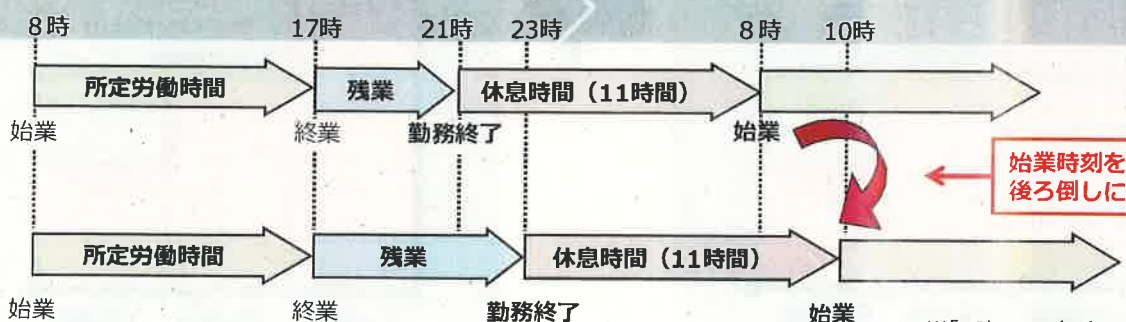 8時 17時 21時 23時 8時 10時
所定労働時間 残業 休息時間（11時間）
始業 終業 勤務終了 始業
始業時刻を
後ろ倒しに
所定労働時間 残業 休息時間（11時間）
始業 終業 勤務終了 始業